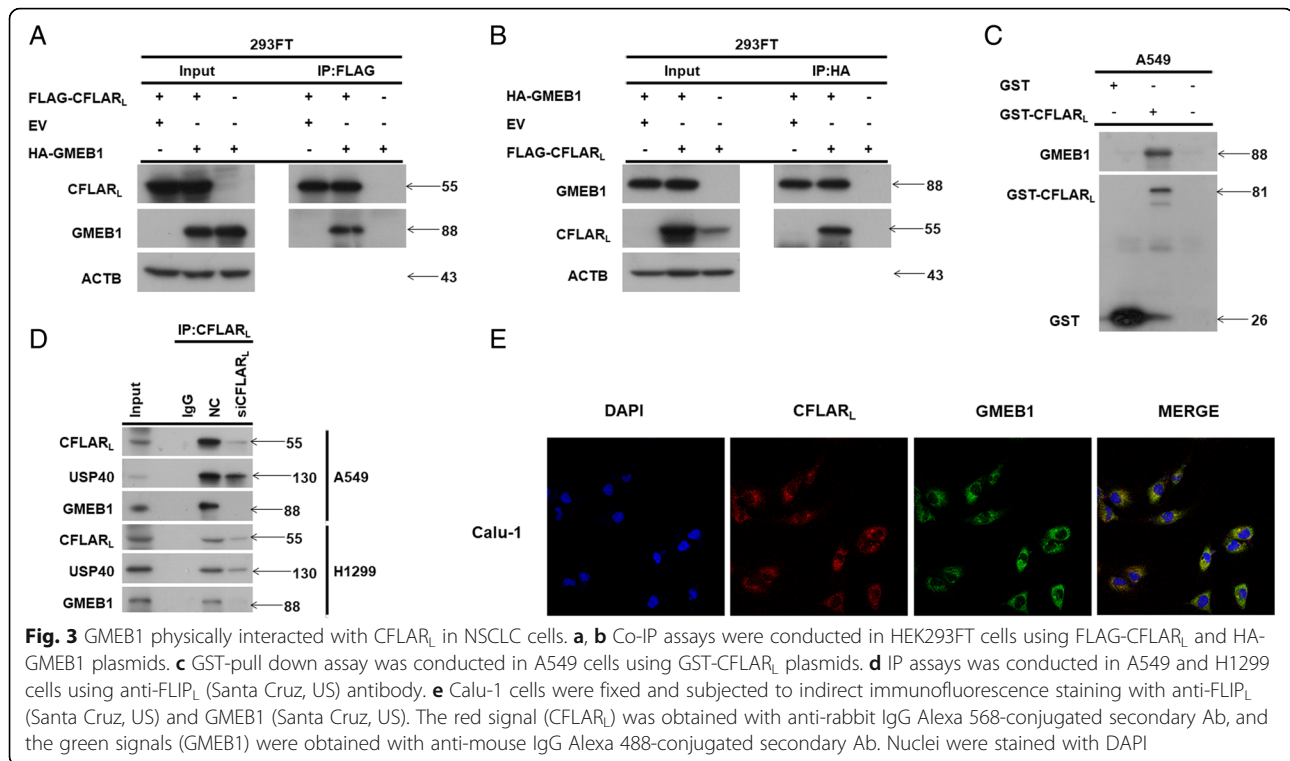 A
293FT
Input IP:FLAG
FLAG-CFLARL + + - + + -
EV + - - + - -
HA-GMEB1 - + + - + +
CFLARL 55
GMEB1 88
ACTB 43
B
293FT
Input IP:HA
HA-GMEB1 + + - + + -
EV + - - + - -
FLAG-CFLARL - + + - + +
GMEB1 88
CFLARL 55
ACTB 43
C
A549
GST + - -
GST-CFLARL - + -
GMEB1 88
GST-CFLARL 81
GST 26
D
IP:CFLARL
Input IgG NC siCFLARL
CFLARL 55
USP40 130 A549
GMEB1 88
CFLARL 55
USP40 130 H1299
GMEB1 88
E
DAPI CFLARL GMEB1 MERGE
Calu-1
Fig. 3 GMEB1 physically interacted with CFLARL in NSCLC cells. a, b Co-IP assays were conducted in HEK293FT cells using FLAG-CFLARL and HA-
GMEB1 plasmids. c GST-pull down assay was conducted in A549 cells using GST-CFLARL plasmids. d IP assays was conducted in A549 and H1299
cells using anti-FLIPL (Santa Cruz, US) antibody. e Calu-1 cells were fixed and subjected to indirect immunofluorescence staining with anti-FLIPL
(Santa Cruz, US) and GMEB1 (Santa Cruz, US). The red signal (CFLARL) was obtained with anti-rabbit IgG Alexa 568-conjugated secondary Ab, and
the green signals (GMEB1) were obtained with anti-mouse IgG Alexa 488-conjugated secondary Ab. Nuclei were stained with DAPI